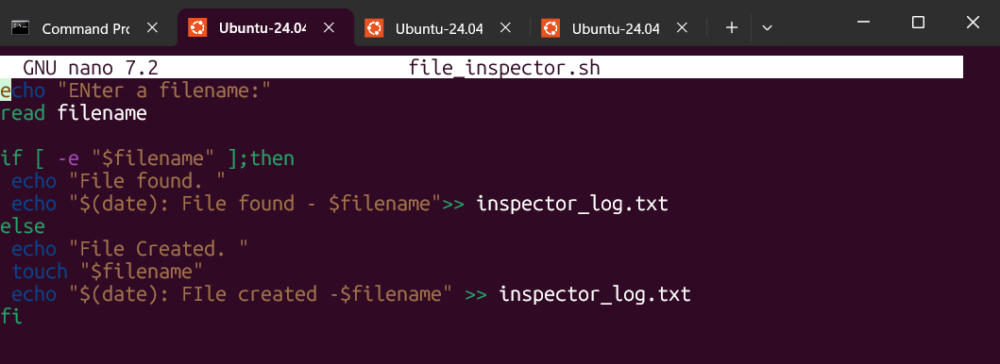 Command Pro
Ubuntu-24.04
Ubuntu-24.04
Ubuntu-24.04
GNU nano 7.2 file_inspector.sh
echo "ENter a filename:"
read filename
if [ -e "$filename" ];then
 echo "File found. "
 echo "$(date): File found - $filename">> inspector_log.txt
else
 echo "File Created. "
 touch "$filename"
 echo "$(date): FIle created -$filename" >> inspector_log.txt
fi